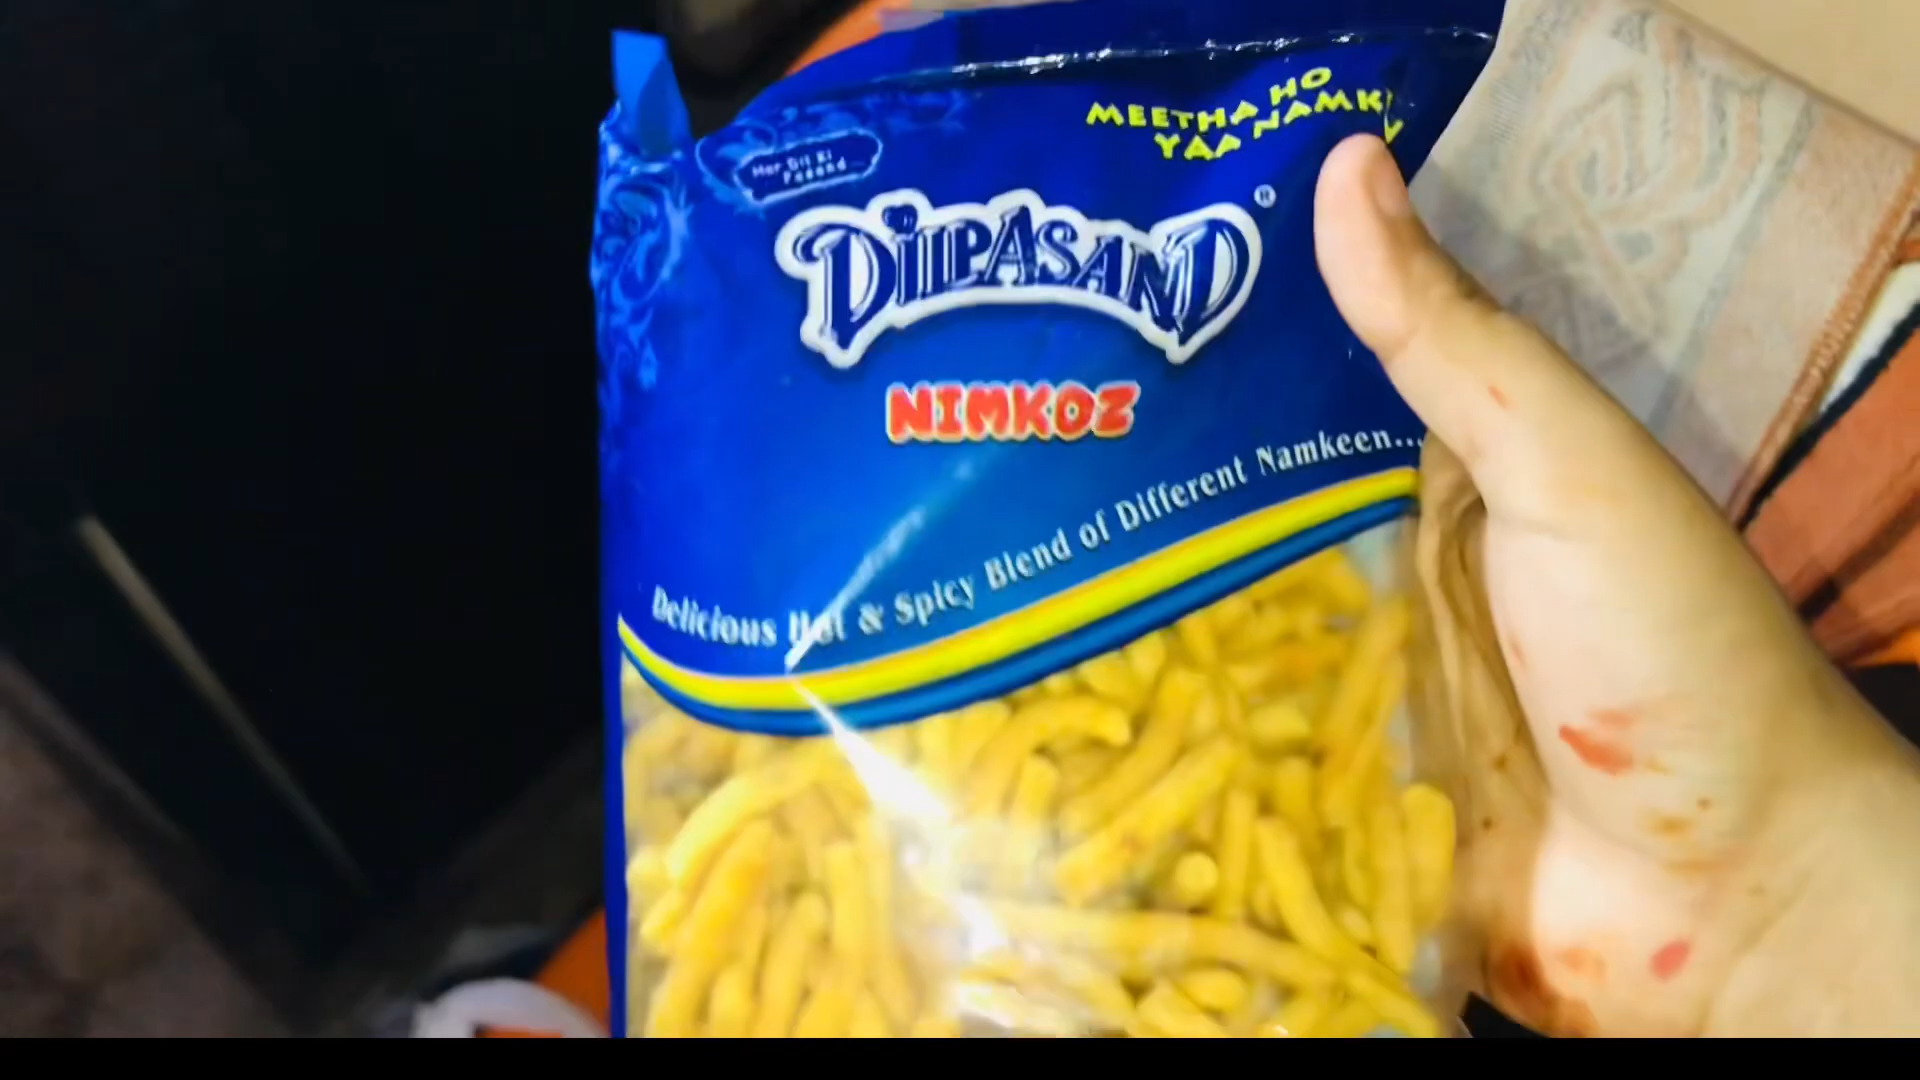 MEETHA HO
YAA NAMK
Har Dil Ki
Pasand
DilPASAND ®
NIMKOZ
Delicious Hot & Spicy Blend of Different Namkeen...